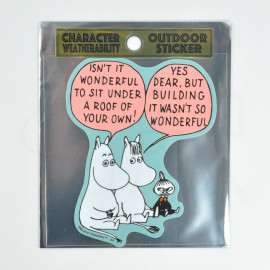 CHARACTER
WEATHERABILITY
OUTDOOR
STICKER
ISN'T IT
WONDERFUL
TO SIT UNDER
A ROOF OF,
YOUR OWN!
YES
DEAR, BUT
BUILDING
IT WASN'T SO
WONDERFUL